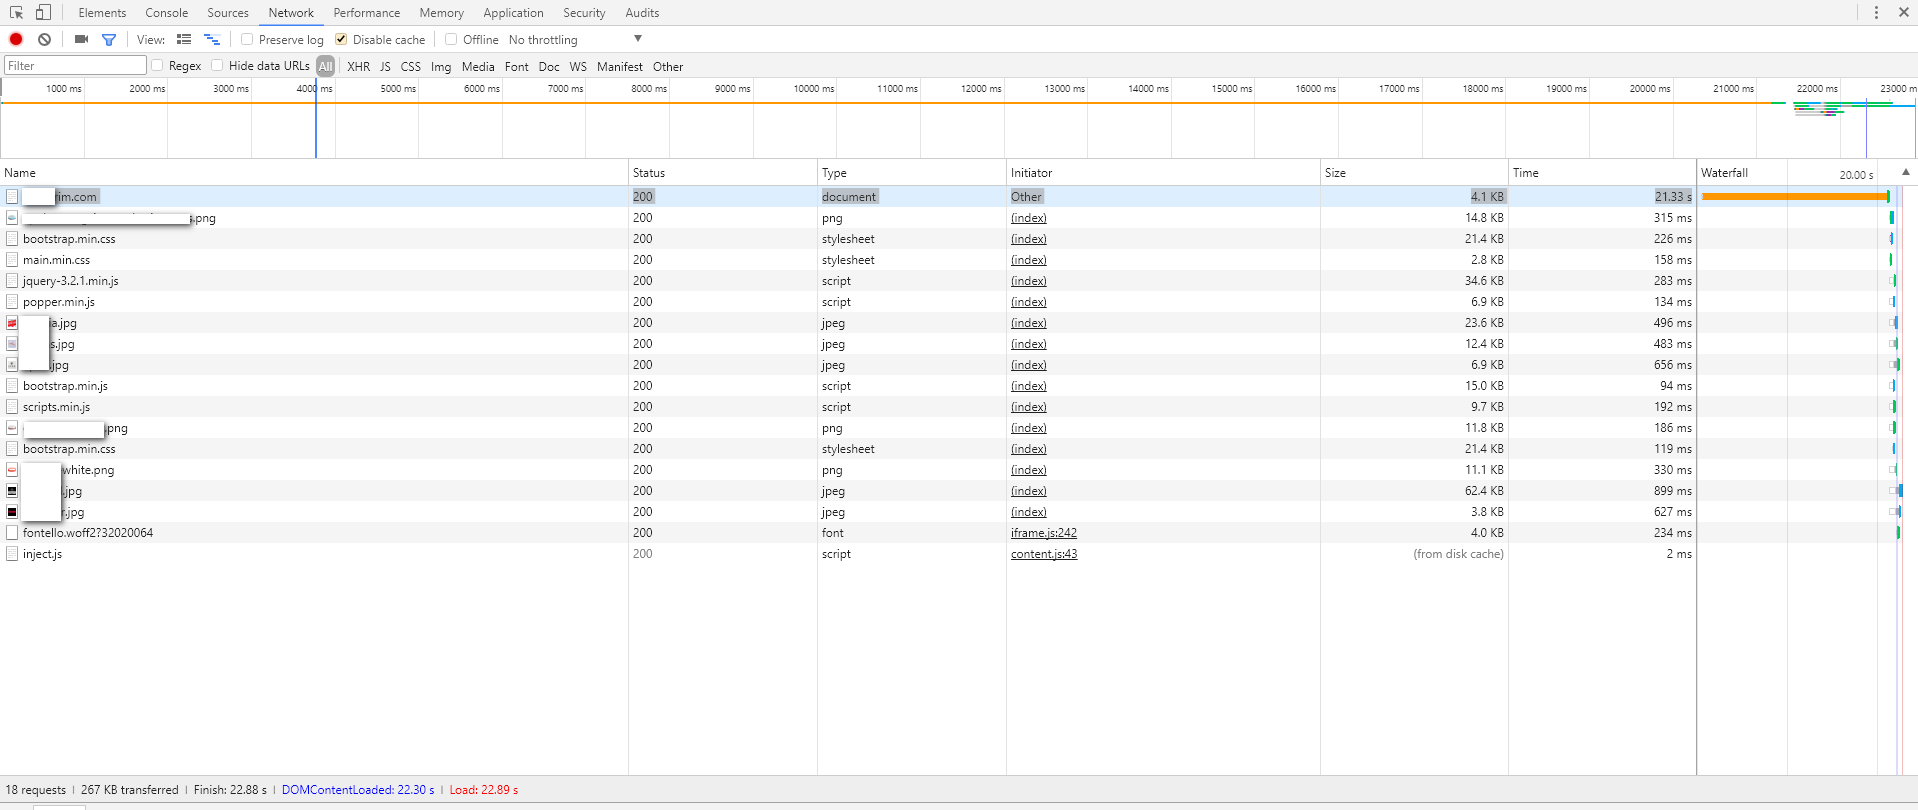 Elements Console Sources Network Performance Memory Application Security Audits
View: Preserve log Disable cache Offline No throttling
Filter Regex Hide data URLs All XHR JS CSS Img Media Font Doc WS Manifest Other
1000 ms 2000 ms 3000 ms 4000 ms 5000 ms 6000 ms 7000 ms 8000 ms 9000 ms 10000 ms 11000 ms 12000 ms 13000 ms 14000 ms 15000 ms 16000 ms 17000 ms 18000 ms 19000 ms 20000 ms 21000 ms 22000 ms 23000 m
Name Status Type Initiator Size Time Waterfall 20.00 s
rim.com 200 document Other 4.1 KB 21.33 s
s.png 200 png (index) 14.8 KB 315 ms
bootstrap.min.css 200 stylesheet (index) 21.4 KB 226 ms
main.min.css 200 stylesheet (index) 2.8 KB 158 ms
jquery-3.2.1.min.js 200 script (index) 34.6 KB 283 ms
popper.min.js 200 script (index) 6.9 KB 134 ms
a.jpg 200 jpeg (index) 23.6 KB 496 ms
s.jpg 200 jpeg (index) 12.4 KB 483 ms
.jpg 200 jpeg (index) 6.9 KB 656 ms
bootstrap.min.js 200 script (index) 15.0 KB 94 ms
scripts.min.js 200 script (index) 9.7 KB 192 ms
.png 200 png (index) 11.8 KB 186 ms
bootstrap.min.css 200 stylesheet (index) 21.4 KB 119 ms
white.png 200 png (index) 11.1 KB 330 ms
.jpg 200 jpeg (index) 62.4 KB 899 ms
r.jpg 200 jpeg (index) 3.8 KB 627 ms
fontello.woff2?32020064 200 font iframe.js:242 4.0 KB 234 ms
inject.js 200 script content.js:43 (from disk cache) 2 ms
18 requests | 267 KB transferred | Finish: 22.88 s | DOMContentLoaded: 22.30 s | Load: 22.89 s